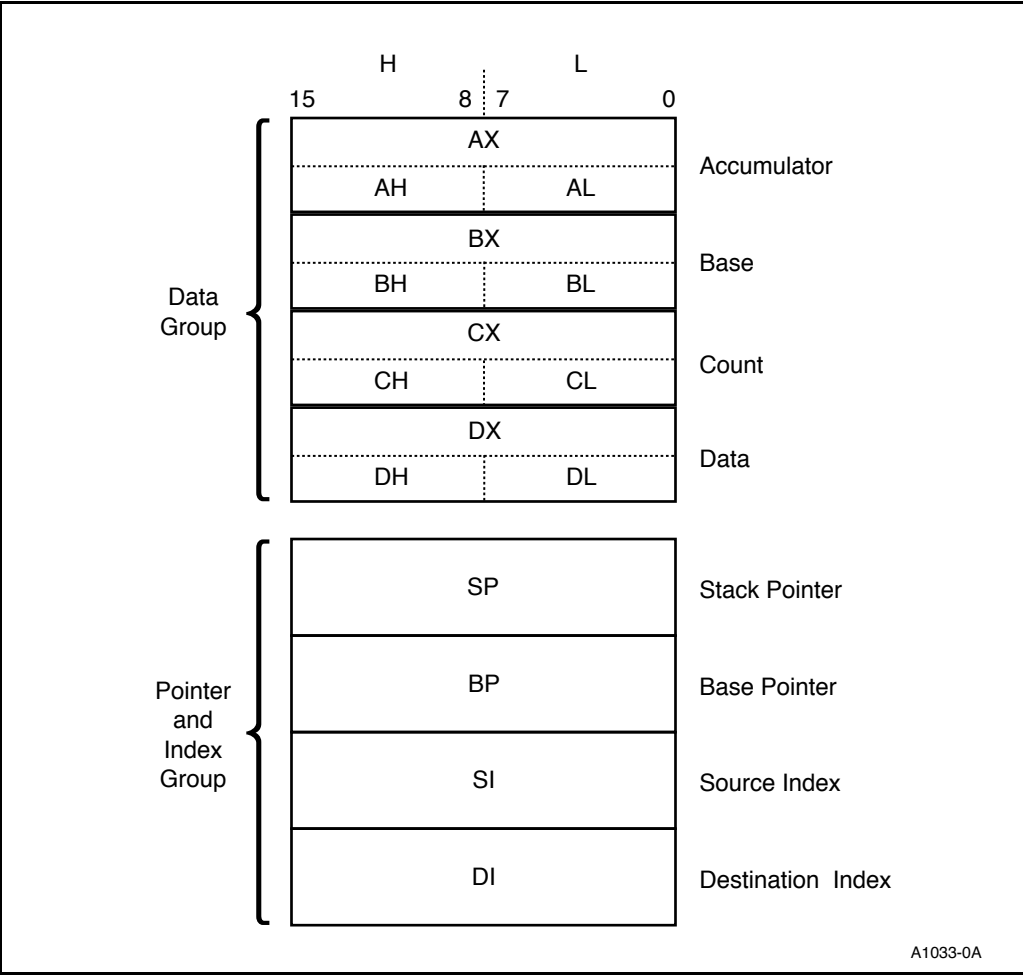 H L
15 8 7 0
AX
AH AL
Accumulator
BX
BH BL
Base
Data
Group
CX
CH CL
Count
DX
DH DL
Data
SP
Stack Pointer
BP
Base Pointer
Pointer
and
Index
Group
SI
Source Index
DI
Destination Index
A1033-0A